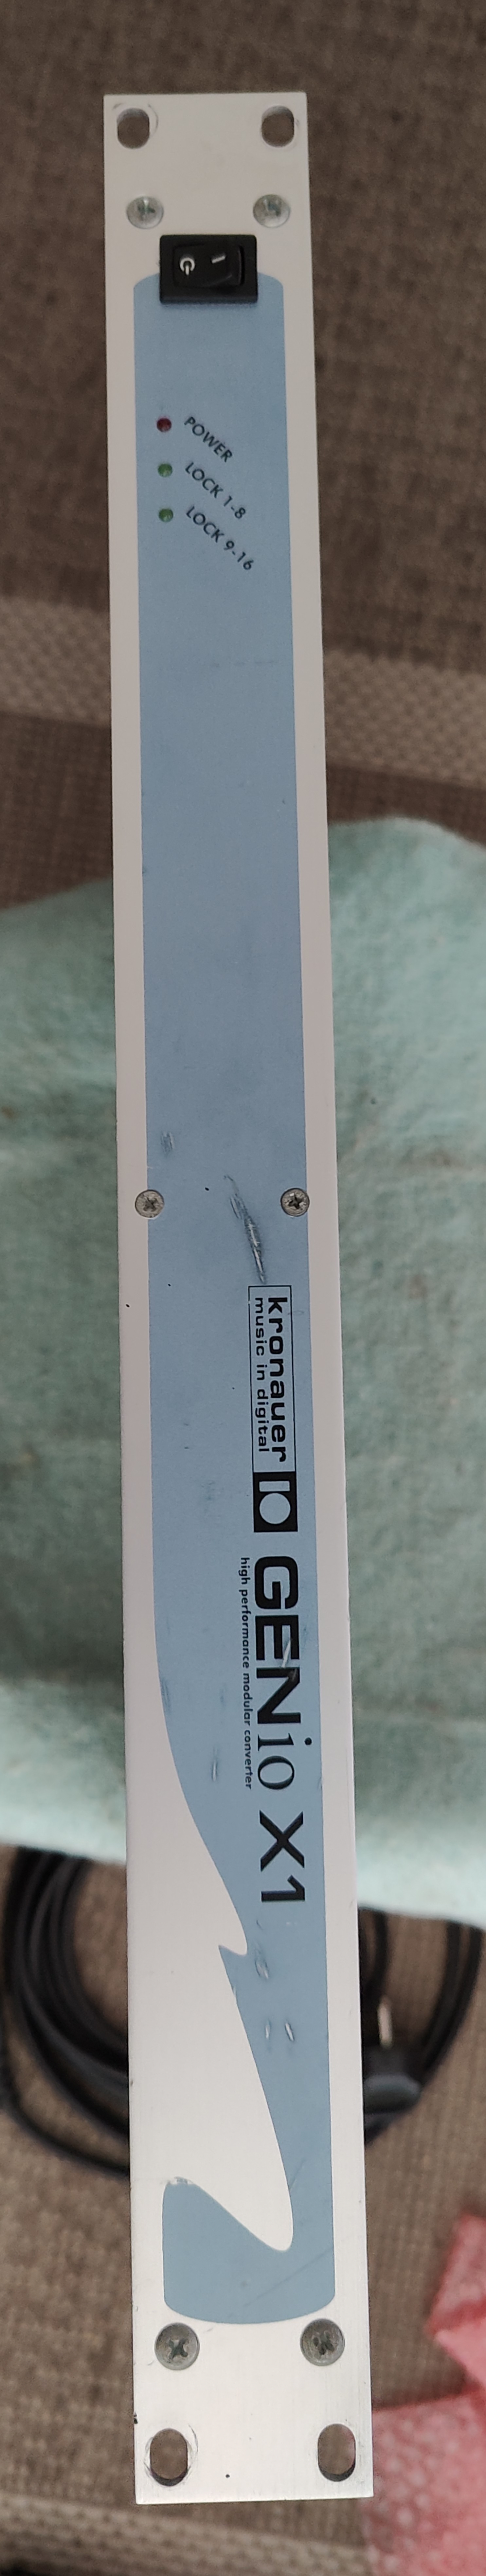 POWER
LOCK 1-8
LOCK 9-16
kronauer
music in digital
GENio X1
high performance modular converter